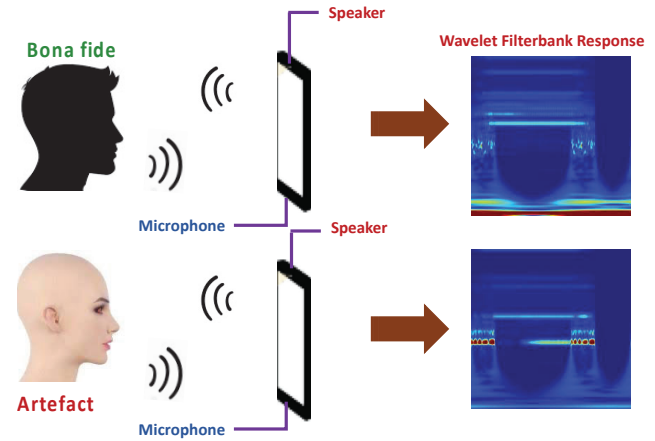 Speaker
Bona fide
Wavelet Filterbank Response
Microphone
Speaker
Artefact
Microphone